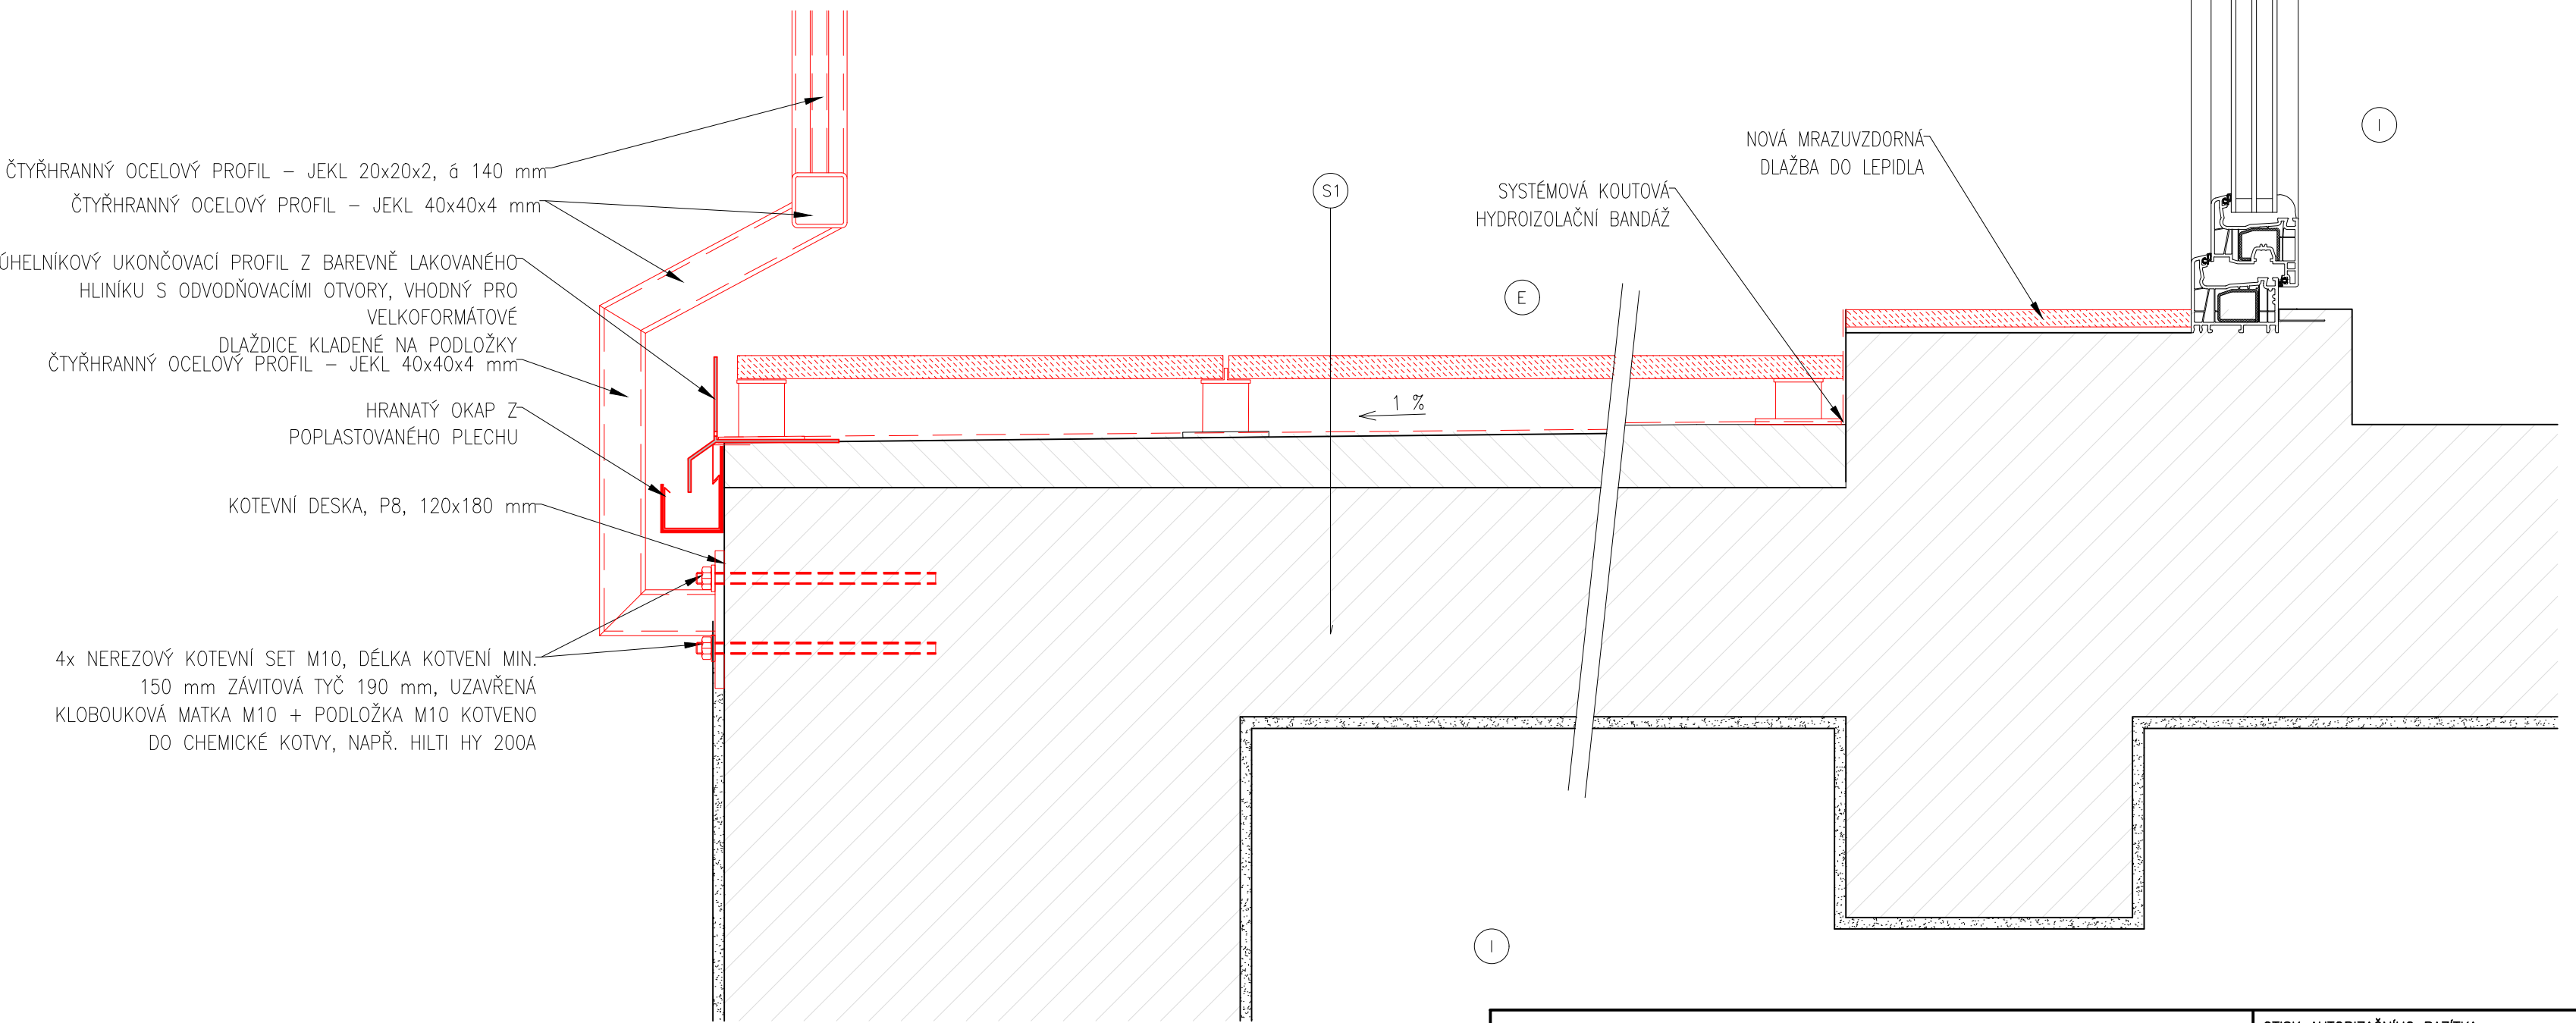 ČTYŘHRANNÝ OCELOVÝ PROFIL – JEKL 20x20x2, á 140 mm
ČTYŘHRANNÝ OCELOVÝ PROFIL – JEKL 40x40x4 mm
ÚHELNÍKOVÝ UKONČOVACÍ PROFIL Z BAREVNĚ LAKOVANÉHO
HLINÍKU S ODVODŇOVACÍMI OTVORY, VHODNÝ PRO
VELKOFORMÁTOVÉ
DLAŽDICE KLADENÉ NA PODLOŽKY
ČTYŘHRANNÝ OCELOVÝ PROFIL – JEKL 40x40x4 mm
HRANATÝ OKAP Z
POPLASTOVANÉHO PLECHU
KOTEVNÍ DESKA, P8, 120x180 mm
4x NEREZOVÝ KOTEVNÍ SET M10, DÉLKA KOTVENÍ MIN.
150 mm ZÁVITOVÁ TYČ 190 mm, UZAVŘENÁ
KLOBOUKOVÁ MATKA M10 + PODLOŽKA M10 KOTVENO
DO CHEMICKÉ KOTVY, NAPŘ. HILTI HY 200A
S1
E
1 %
SYSTÉMOVÁ KOUTOVÁ
HYDROIZOLAČNÍ BANDÁŽ
NOVÁ MRAZUVZDORNÁ
DLAŽBA DO LEPIDLA
I
I